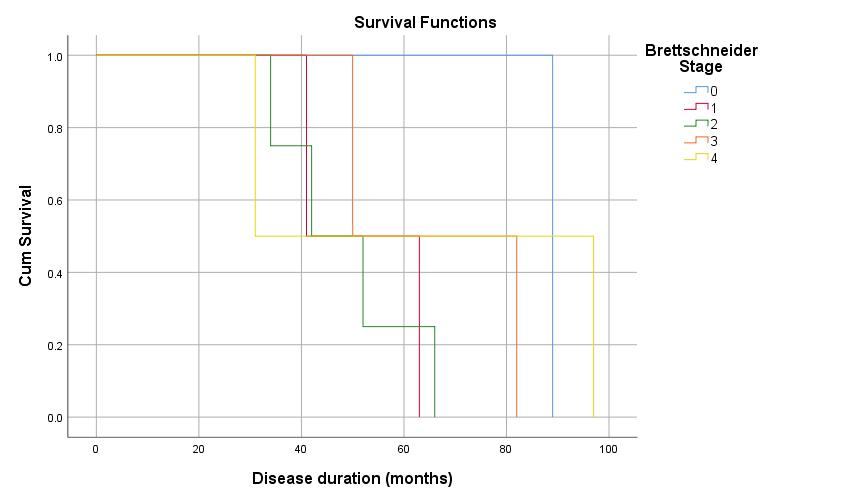 Survival Functions
Brettschneider
Stage
0
1
2
3
4
Cum Survival
1.0
0.8
0.6
0.4
0.2
0.0
0 20 40 60 80 100
Disease duration (months)